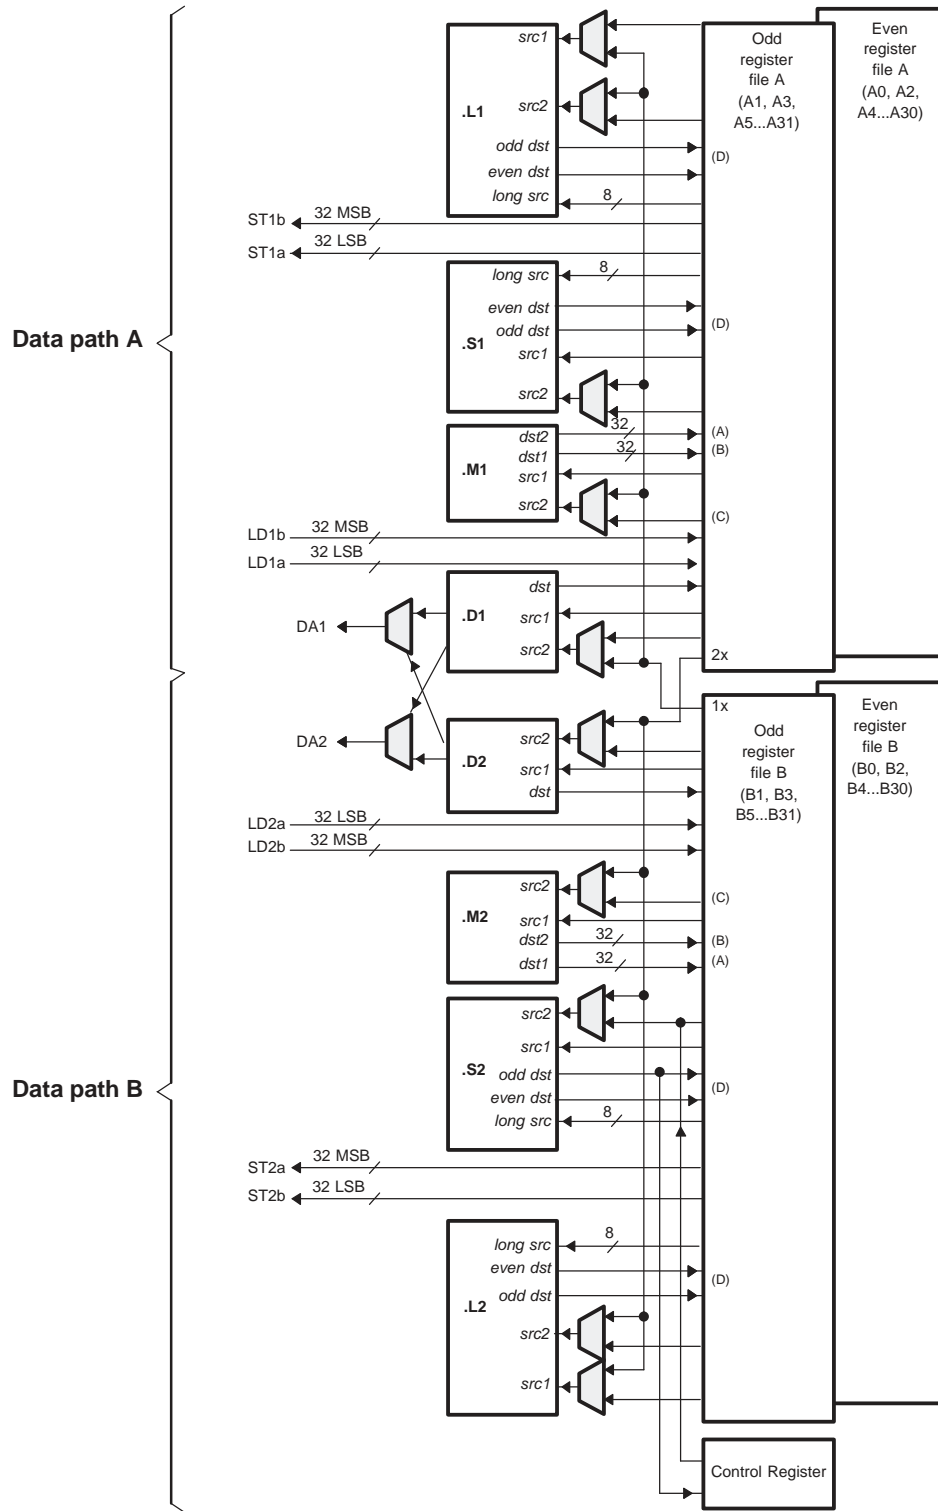 Data path A
.L1
src1
src2
odd dst
even dst
long src
8
ST1b
32 MSB
ST1a
32 LSB
.S1
long src
8
even dst
odd dst
src1
src2
.M1
dst2
32
dst1
32
src1
src2
LD1b
32 MSB
LD1a
32 LSB
.D1
dst
src1
src2
DA1
DA2
Odd
register
file A
(A1, A3,
A5...A31)
(D)
(D)
(A)
(B)
(C)
2x
Even
register
file A
(A0, A2,
A4...A30)
Data path B
.D2
src2
src1
dst
LD2a
32 LSB
LD2b
32 MSB
.M2
src2
src1
dst2
32
dst1
32
.S2
src2
src1
odd dst
even dst
long src
8
ST2a
32 MSB
ST2b
32 LSB
.L2
long src
8
even dst
odd dst
src2
src1
1x
Odd
register
file B
(B1, B3,
B5...B31)
(C)
(B)
(A)
(D)
(D)
Even
register
file B
(B0, B2,
B4...B30)
Control Register